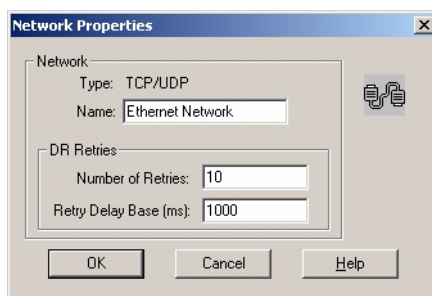 Network Properties
Network
Type: TCP/UDP
Name: Ethernet Network
DR Retries
Number of Retries: 10
Retry Delay Base (ms): 1000
OK Cancel Help